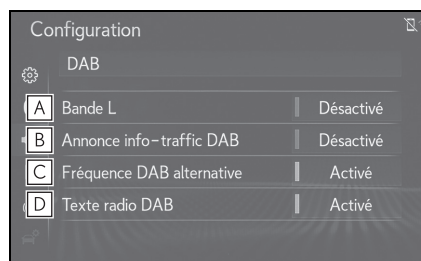 Configuration
DAB
A Bande L Désactivé
B Annonce info-traffic DAB Désactivé
C Fréquence DAB alternative Activé
D Texte radio DAB Activé